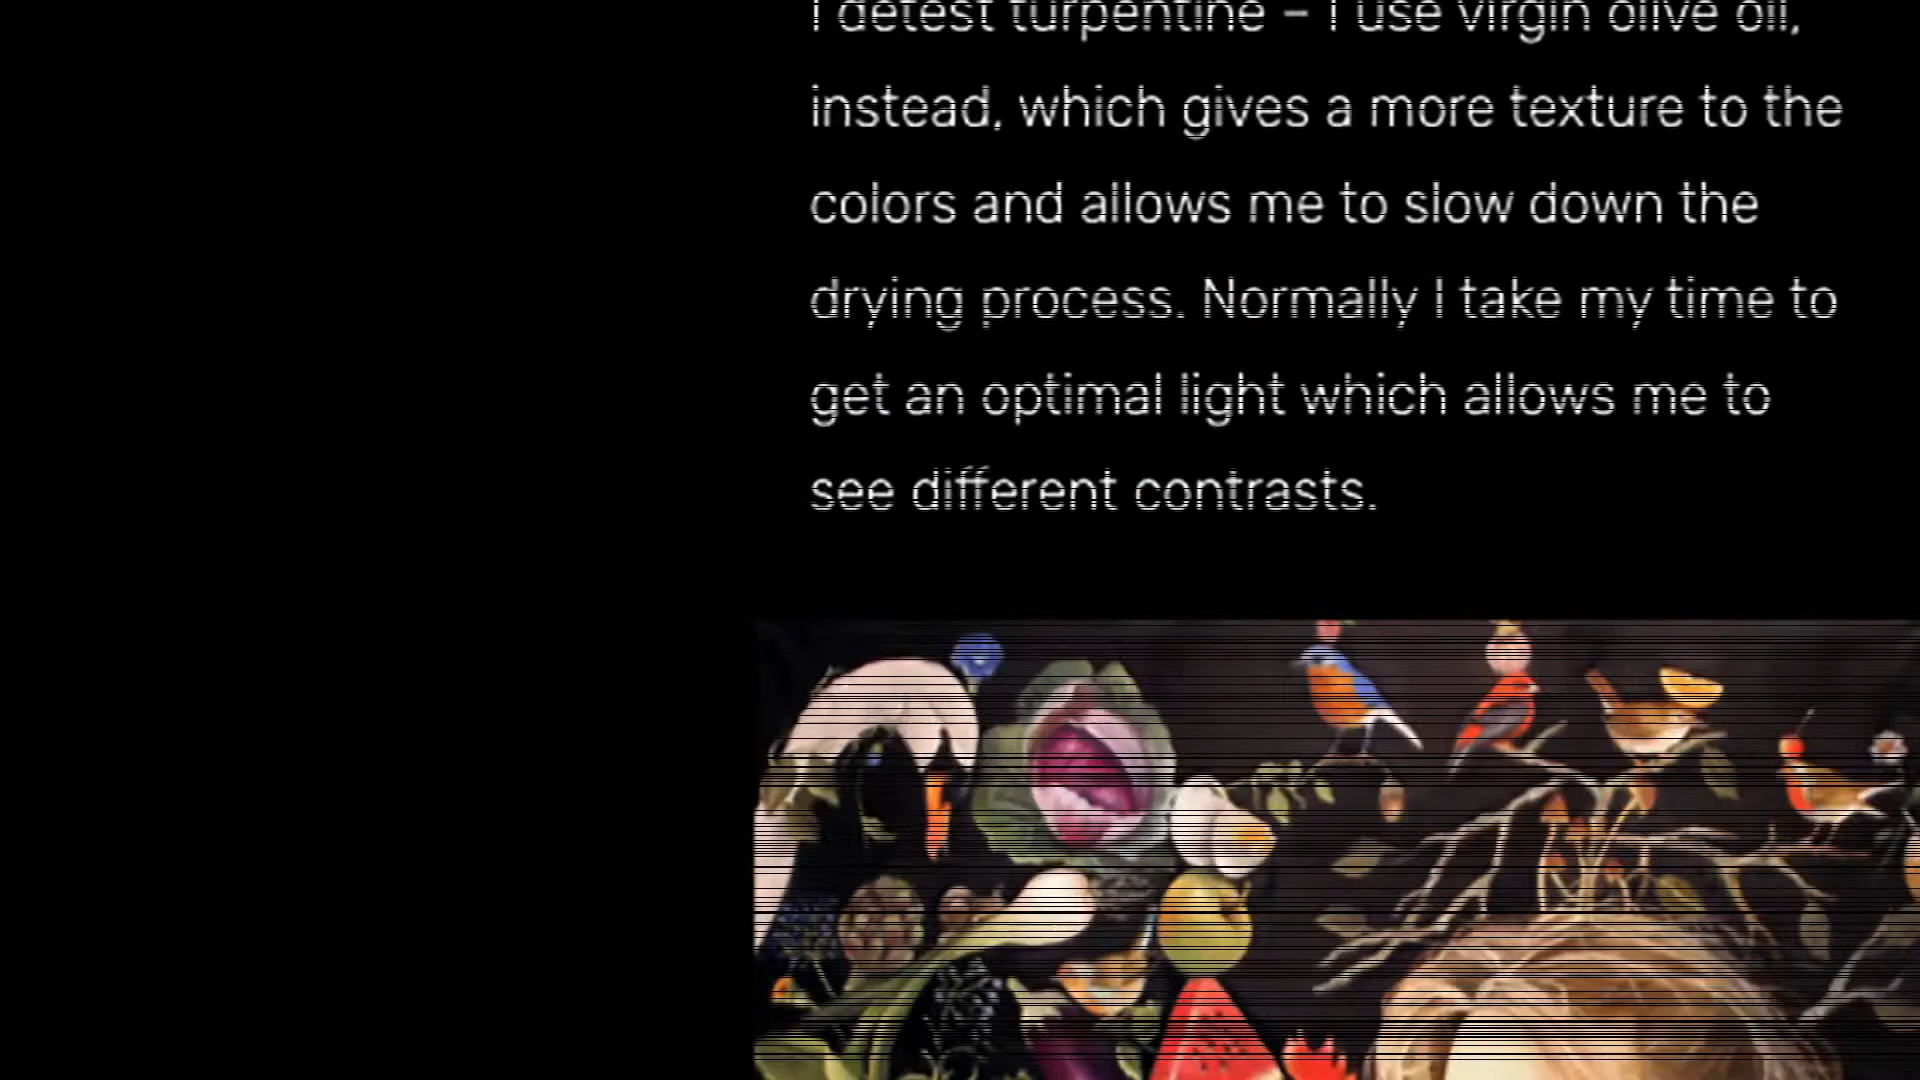 I detest turpentine – I use virgin olive oil,
instead, which gives a more texture to the
colors and allows me to slow down the
drying process. Normally I take my time to
get an optimal light which allows me to
see different contrasts.